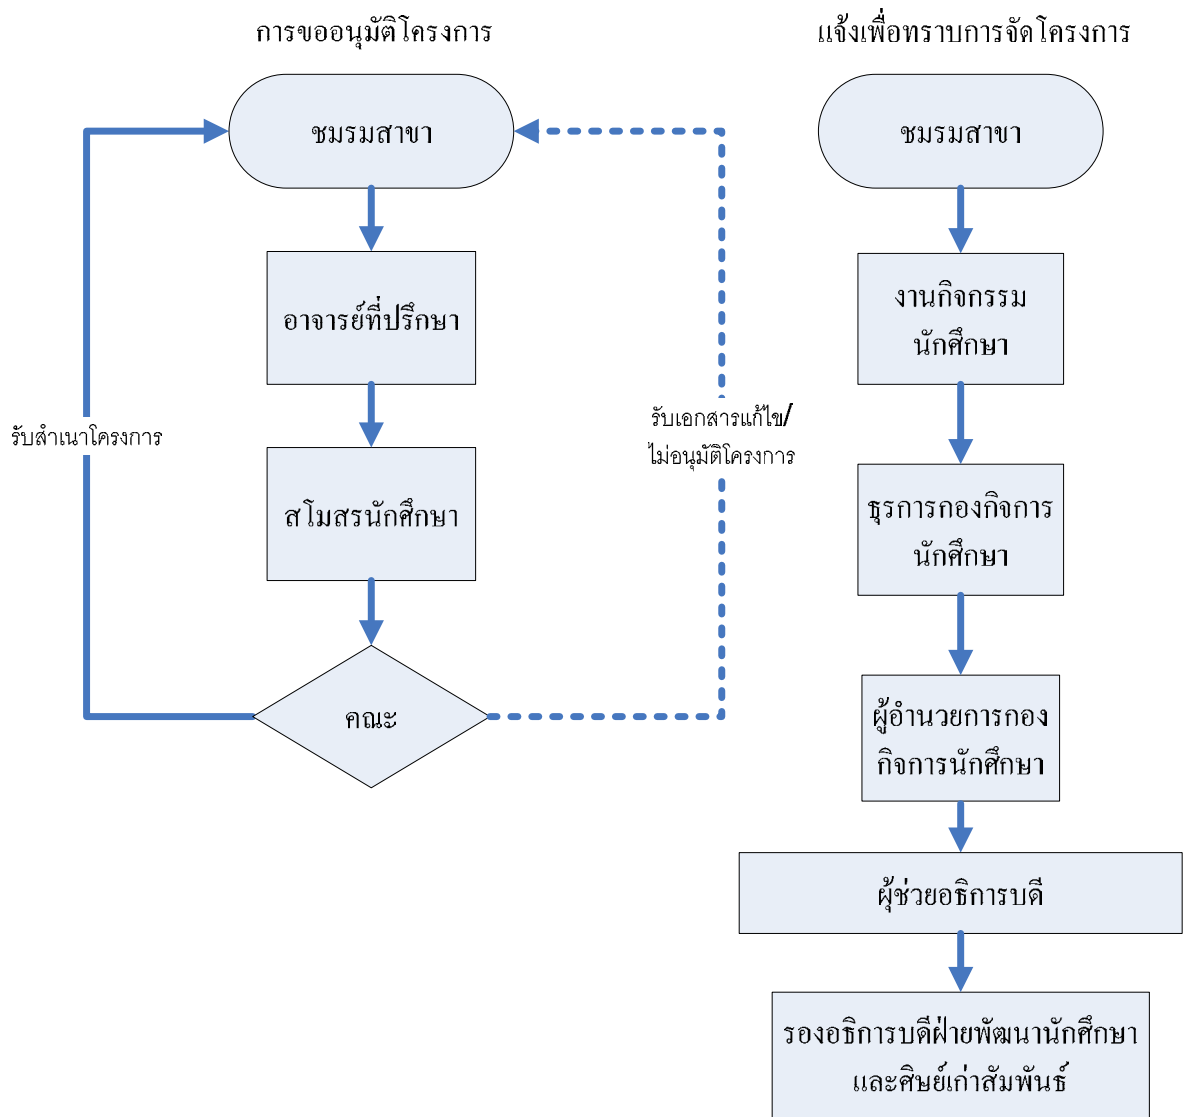 การขออนุมัติโครงการ
ชมรมสาขา
อาจารย์ที่ปรึกษา
สโมสรนักศึกษา
คณะ
รับสำเนาโครงการ
รับเอกสารแก้ไข/
ไม่อนุมัติโครงการ
แจ้งเพื่อทราบการจัดโครงการ
ชมรมสาขา
งานกิจกรรม
นักศึกษา
ธุรการกองกิจการ
นักศึกษา
ผู้อำนวยการกอง
กิจการนักศึกษา
ผุ้ช่วยอธิการบดี
รองอธิการบดีฝ่ายพัฒนานักศึกษา
และศิษย์เก่าสัมพันธ์